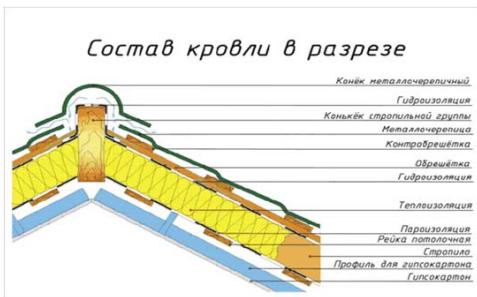 Состав кровли в разрезе
Конёк металлочерепичный
Гидроизоляция
Конькёк стропильной группы
Металлочерепица
Контробрешётка
Обрешётка
Гидроизоляция
Теплоизоляция
Пароизоляция
Рейка потолочная
Стропило
Профиль для гипсокартона
Гипсокартон